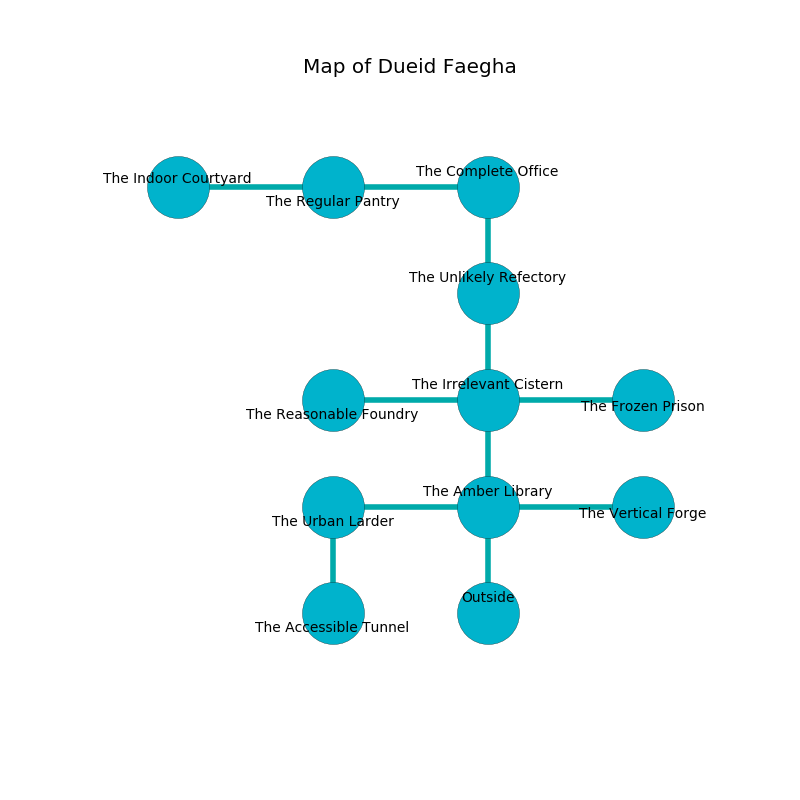 Map of Dueid Faegha
The Complete Office
The Indoor Courtyard
The Regular Pantry
The Unlikely Refectory
The Irrelevant Cistern
The Frozen Prison
The Reasonable Foundry
The Amber Library
The Vertical Forge
The Urban Larder
Outside
The Accessible Tunnel